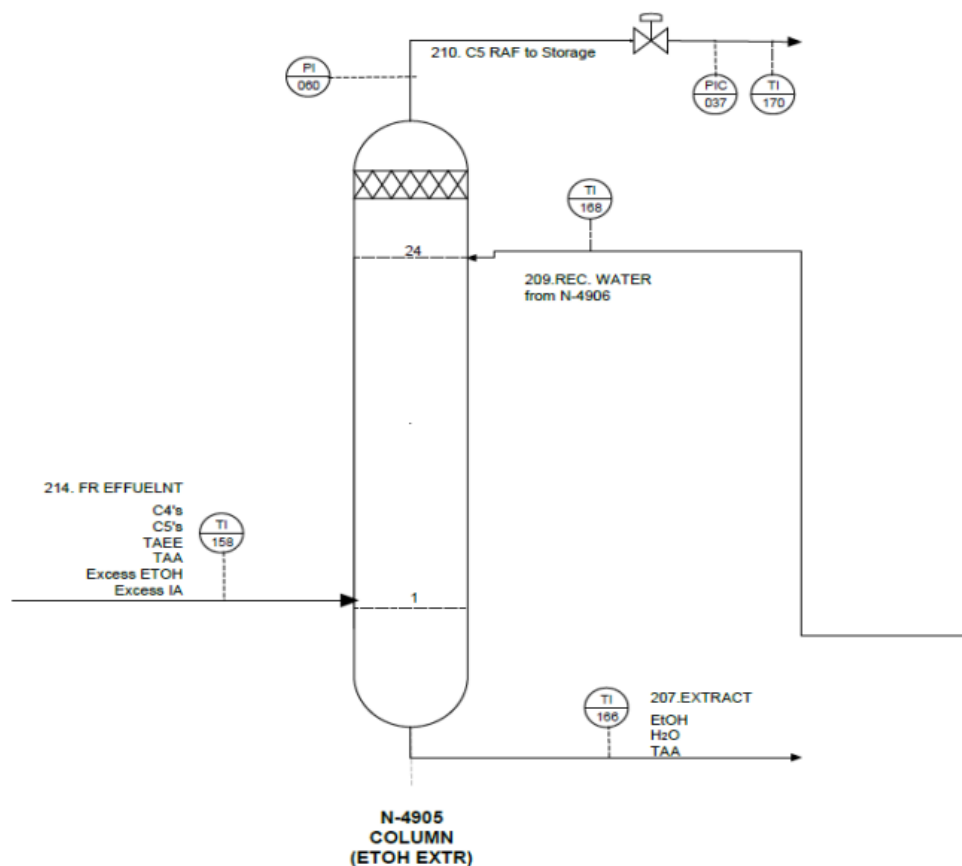 210. C5 RAF to Storage
PI
060
PIC
037
TI
170
TI
168
24
209.REC. WATER
from N-4906
214. FR EFFUELNT
C4's
C5's
TAEE
TAA
Excess ETOH
Excess IA
TI
158
1
TI
166
207.EXTRACT
EtOH
H₂O
TAA
N-4905
COLUMN
(ETOH EXTR)